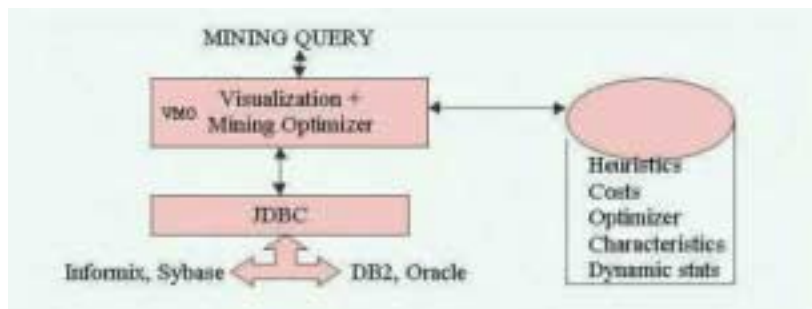 MINING QUERY
VMO
Visualization +
Mining Optimizer
JDBC
Informix, Sybase
DB2, Oracle
Heuristics
Costs
Optimizer
Characteristics
Dynamic stats